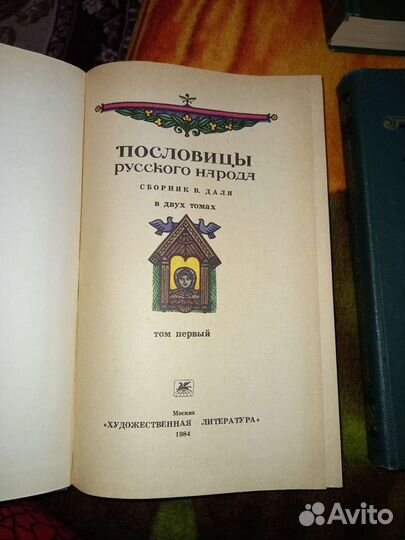 ПОСЛОВИЦЫ
РУССКОГО НАРОДА
СБОРНИК В. ДАЛЯ
в двух томах
том первый
Москва
«ХУДОЖЕСТВЕННАЯ ЛИТЕРАТУРА»
1984
Avito